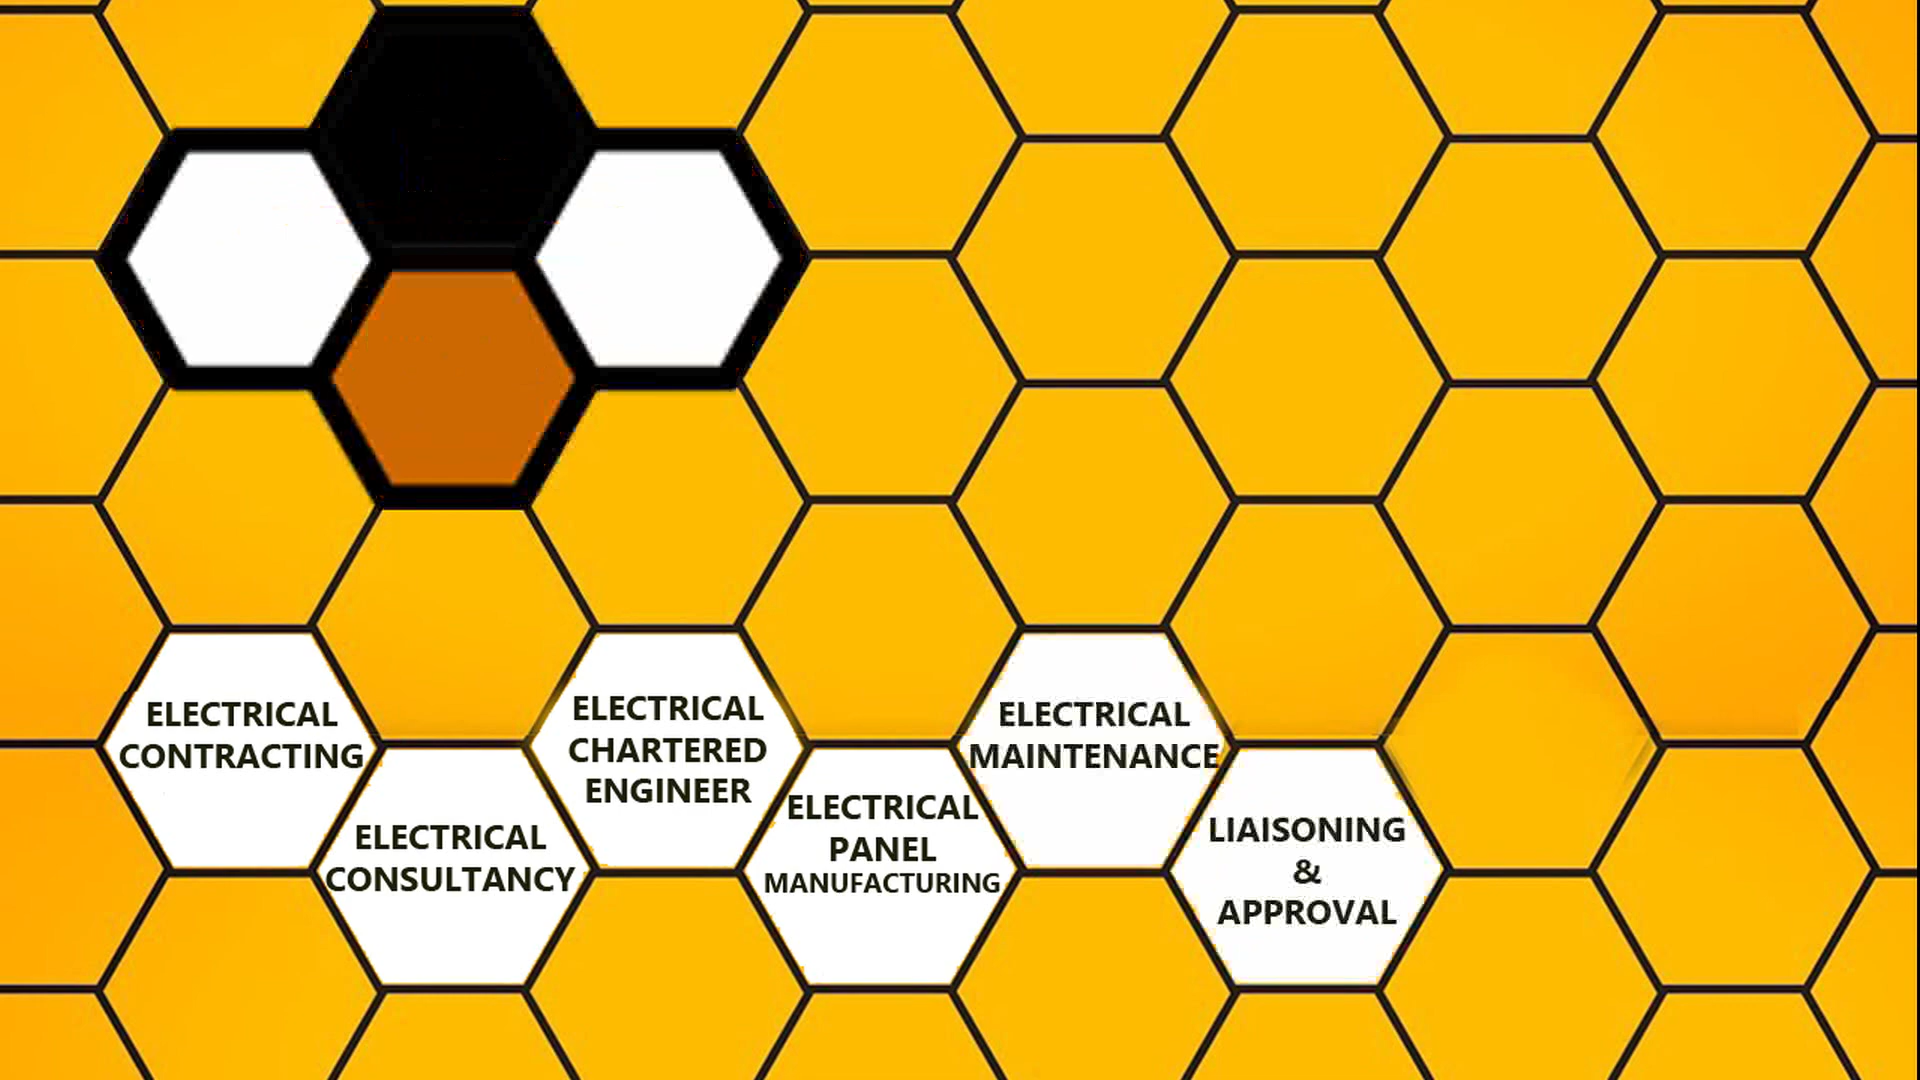 ELECTRICAL
CONTRACTING
ELECTRICAL
CONSULTANCY
ELECTRICAL
CHARTERED
ENGINEER
ELECTRICAL
PANEL
MANUFACTURING
ELECTRICAL
MAINTENANCE
LIAISONING
&
APPROVAL